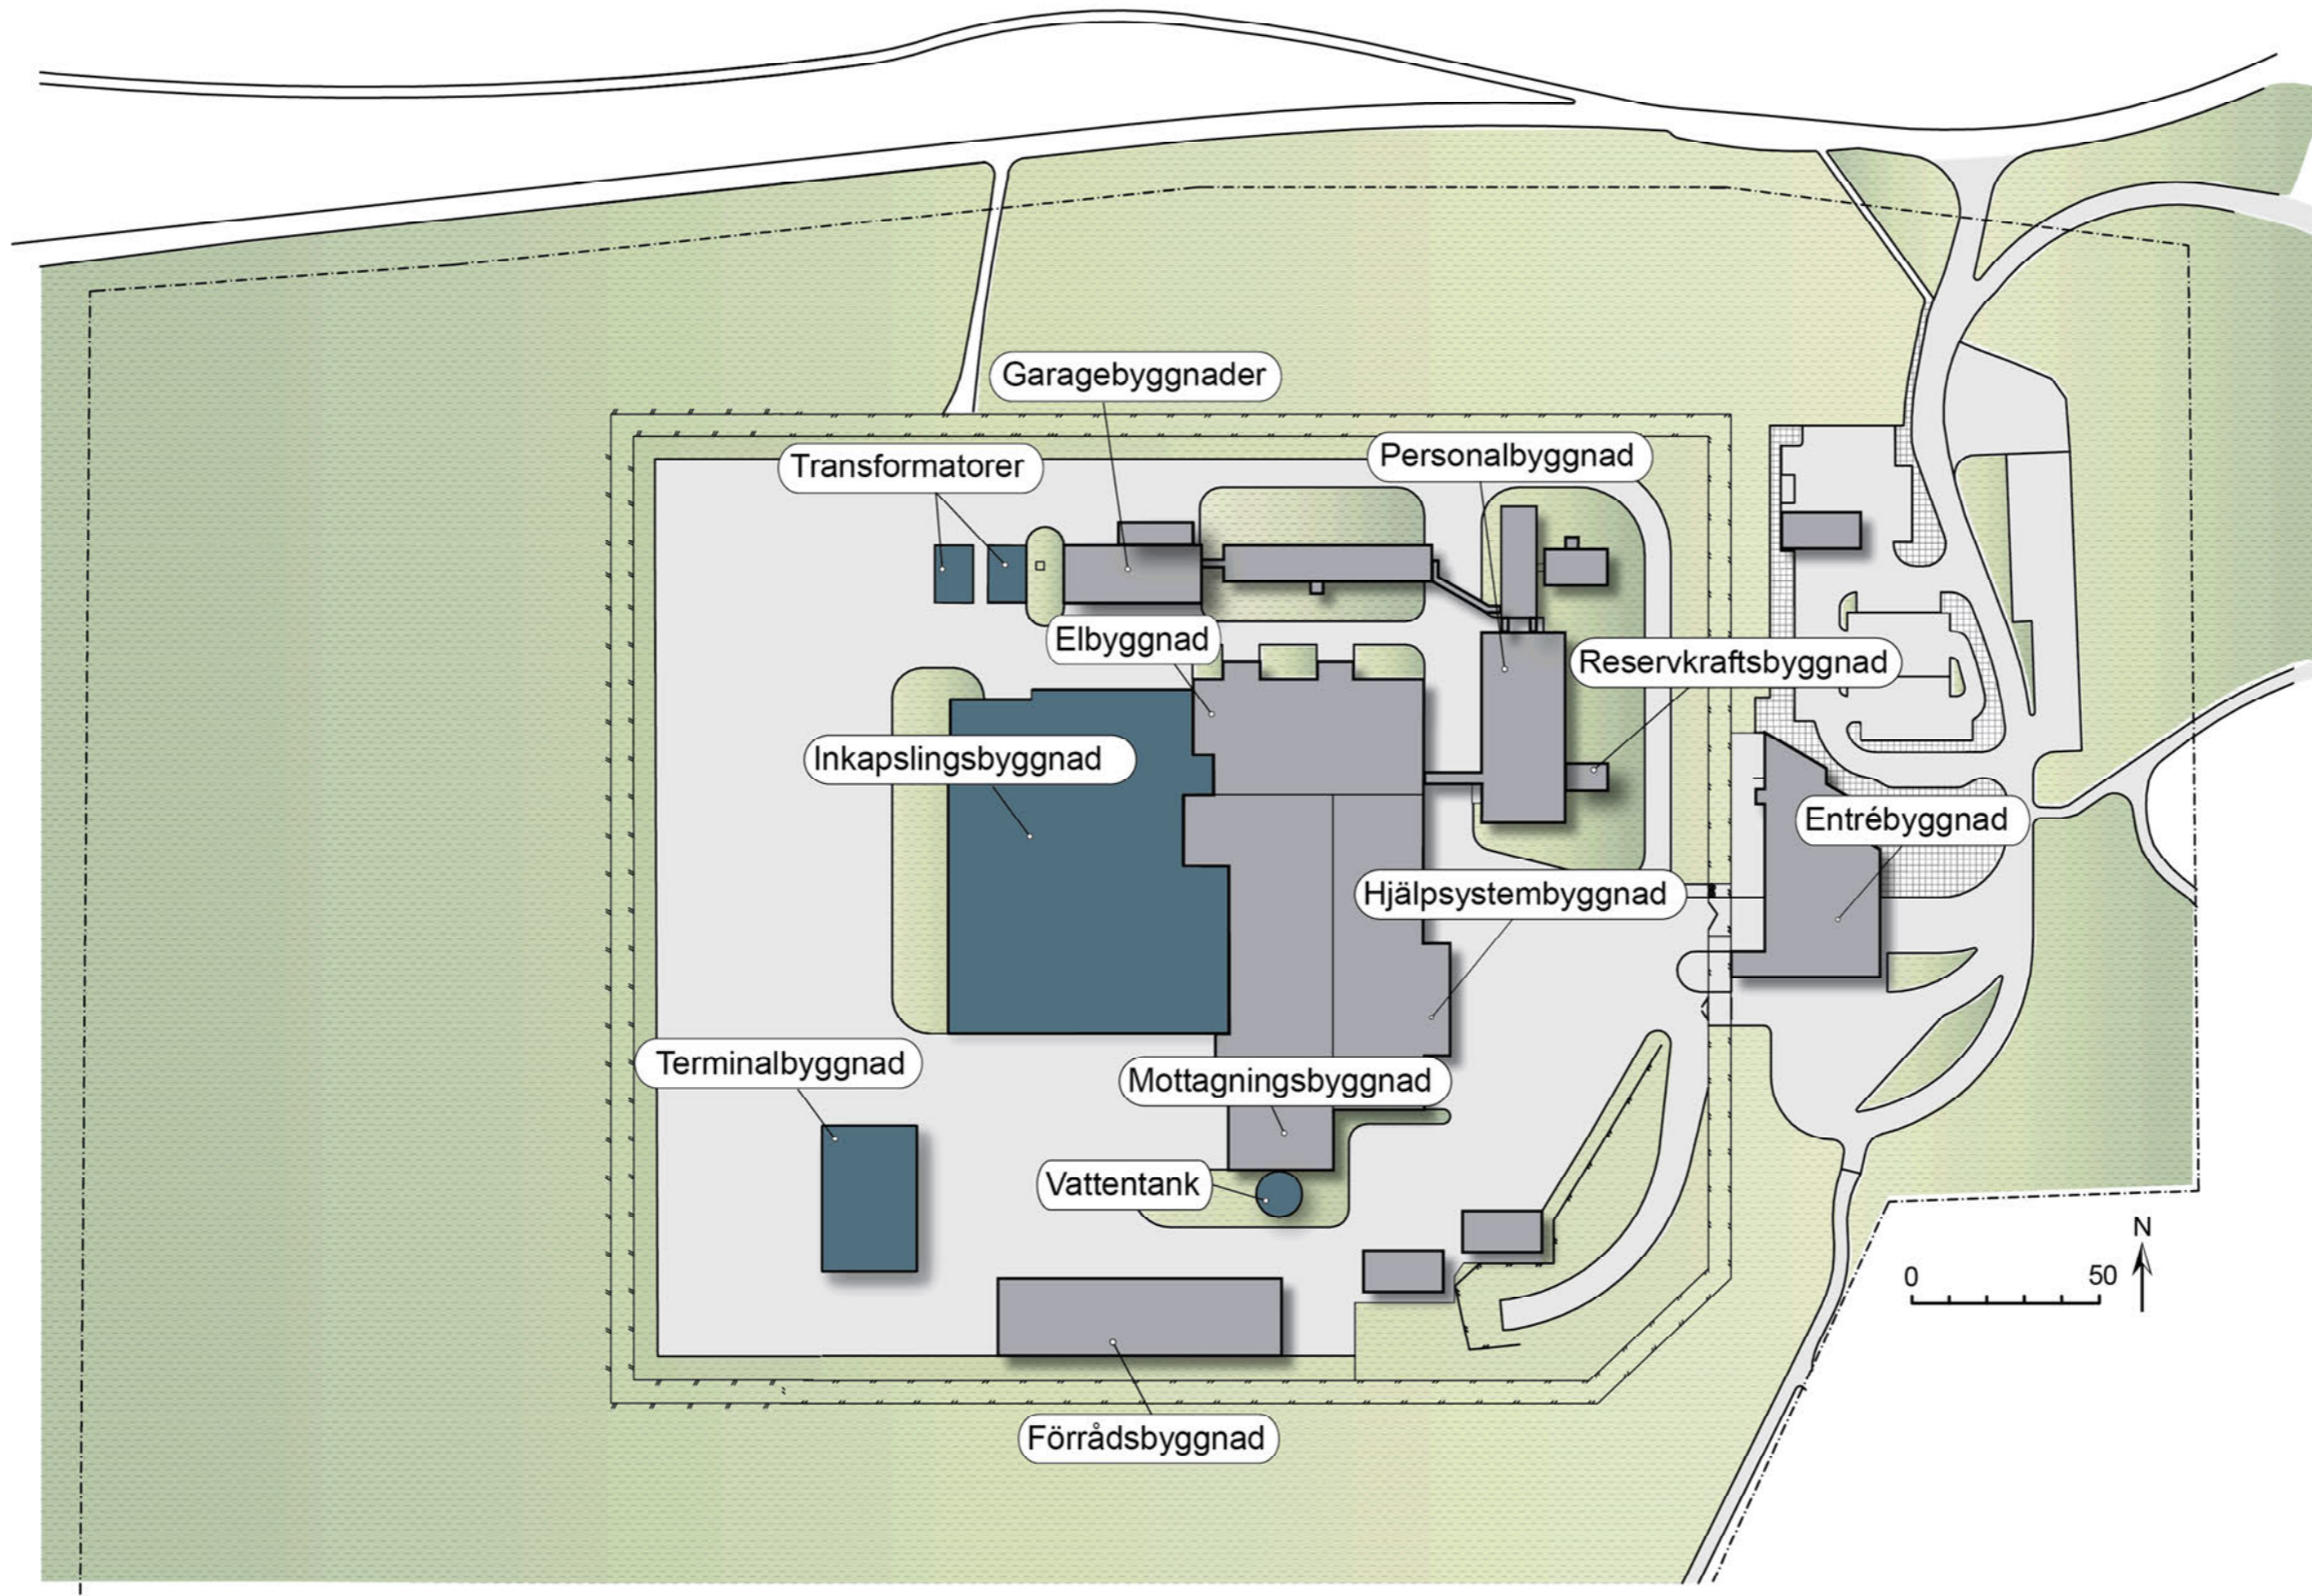 Garagebyggnader
Personalbyggnad
Transformatorer
Elbyggnad
Reservkraftsbyggnad
Inkapslingsbyggnad
Entrébyggnad
Hjälpsystembyggnad
Terminalbyggnad
Mottagningsbyggnad
Vattentank
N
0 50
Förrådsbyggnad